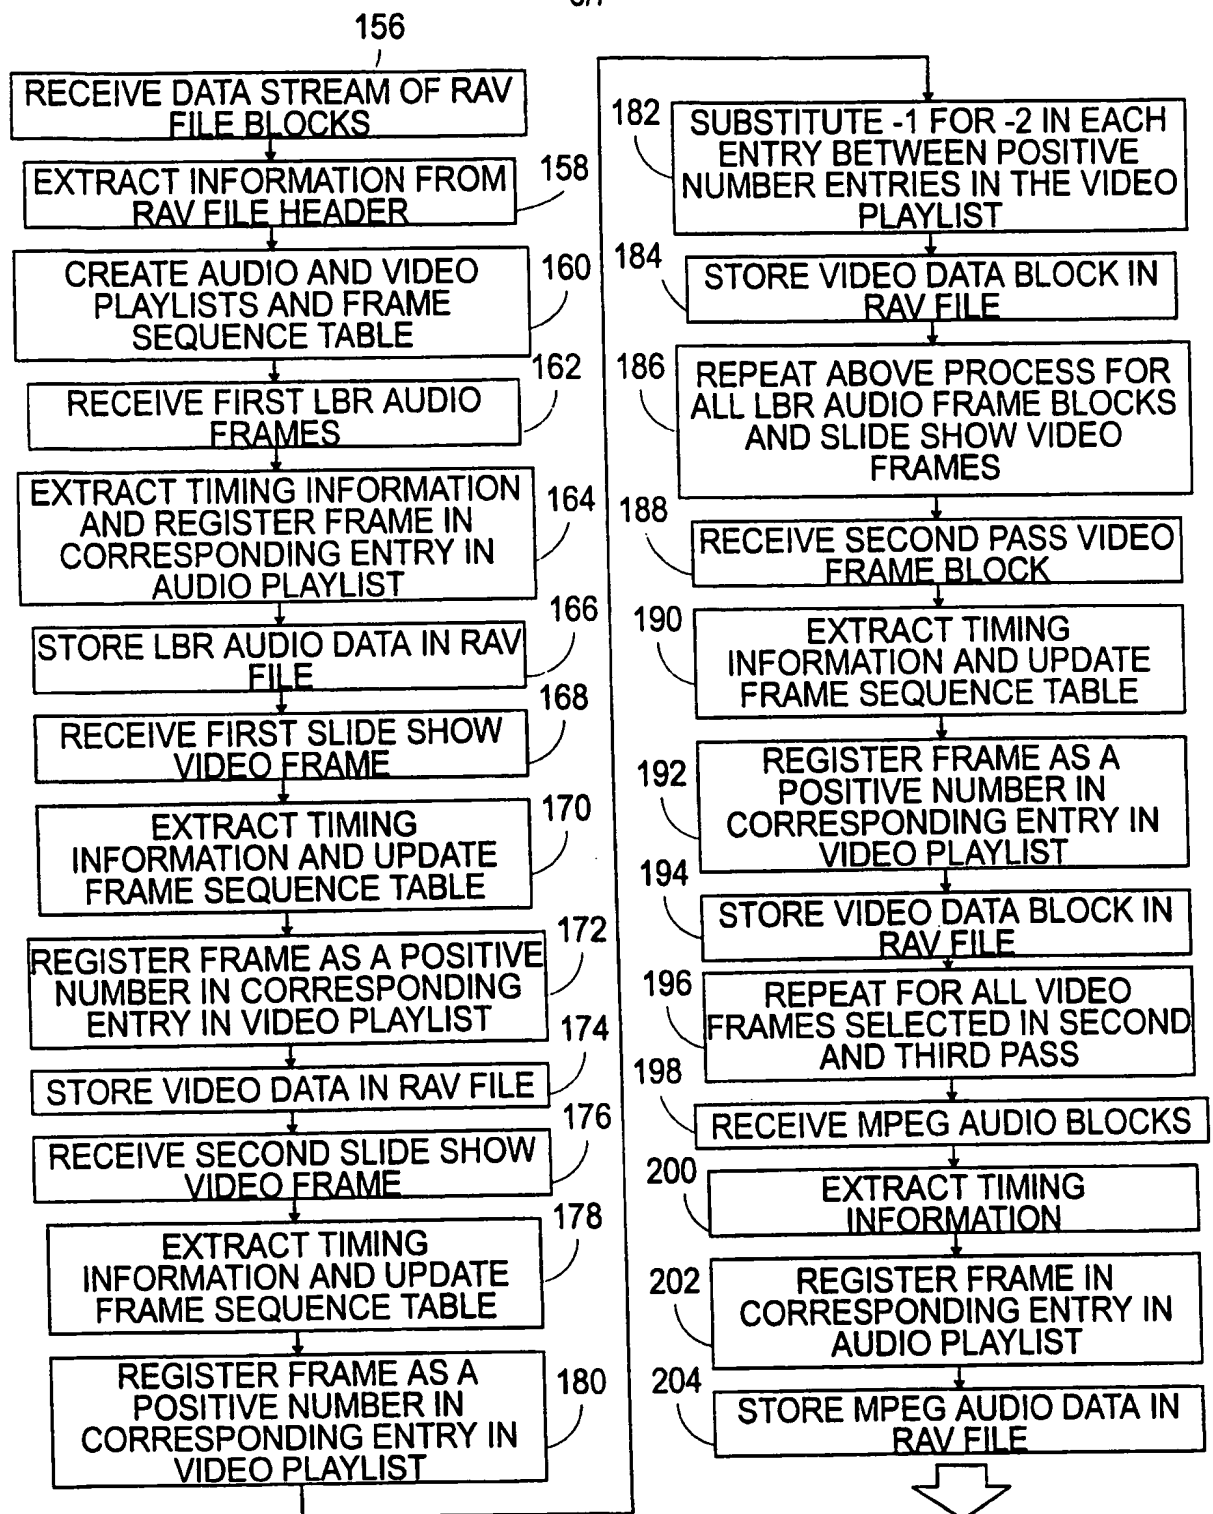 156
RECEIVE DATA STREAM OF RAV
FILE BLOCKS
EXTRACT INFORMATION FROM
RAV FILE HEADER
158
CREATE AUDIO AND VIDEO
PLAYLISTS AND FRAME
SEQUENCE TABLE
160
RECEIVE FIRST LBR AUDIO
FRAMES
162
EXTRACT TIMING INFORMATION
AND REGISTER FRAME IN
CORRESPONDING ENTRY IN
AUDIO PLAYLIST
164
STORE LBR AUDIO DATA IN RAV
FILE
166
RECEIVE FIRST SLIDE SHOW
VIDEO FRAME
168
EXTRACT TIMING
INFORMATION AND UPDATE
FRAME SEQUENCE TABLE
170
REGISTER FRAME AS A POSITIVE
NUMBER IN CORRESPONDING
ENTRY IN VIDEO PLAYLIST
172
STORE VIDEO DATA IN RAV FILE
174
RECEIVE SECOND SLIDE SHOW
VIDEO FRAME
176
EXTRACT TIMING
INFORMATION AND UPDATE
FRAME SEQUENCE TABLE
178
REGISTER FRAME AS A
POSITIVE NUMBER IN
CORRESPONDING ENTRY IN
VIDEO PLAYLIST
180
182
SUBSTITUTE -1 FOR -2 IN EACH
ENTRY BETWEEN POSITIVE
NUMBER ENTRIES IN THE VIDEO
PLAYLIST
184
STORE VIDEO DATA BLOCK IN
RAV FILE
186
REPEAT ABOVE PROCESS FOR
ALL LBR AUDIO FRAME BLOCKS
AND SLIDE SHOW VIDEO
FRAMES
188
RECEIVE SECOND PASS VIDEO
FRAME BLOCK
190
EXTRACT TIMING
INFORMATION AND UPDATE
FRAME SEQUENCE TABLE
192
REGISTER FRAME AS A
POSITIVE NUMBER IN
CORRESPONDING ENTRY IN
VIDEO PLAYLIST
194
STORE VIDEO DATA BLOCK IN
RAV FILE
196
REPEAT FOR ALL VIDEO
FRAMES SELECTED IN SECOND
AND THIRD PASS
198
RECEIVE MPEG AUDIO BLOCKS
200
EXTRACT TIMING
INFORMATION
202
REGISTER FRAME IN
CORRESPONDING ENTRY IN
AUDIO PLAYLIST
204
STORE MPEG AUDIO DATA IN
RAV FILE